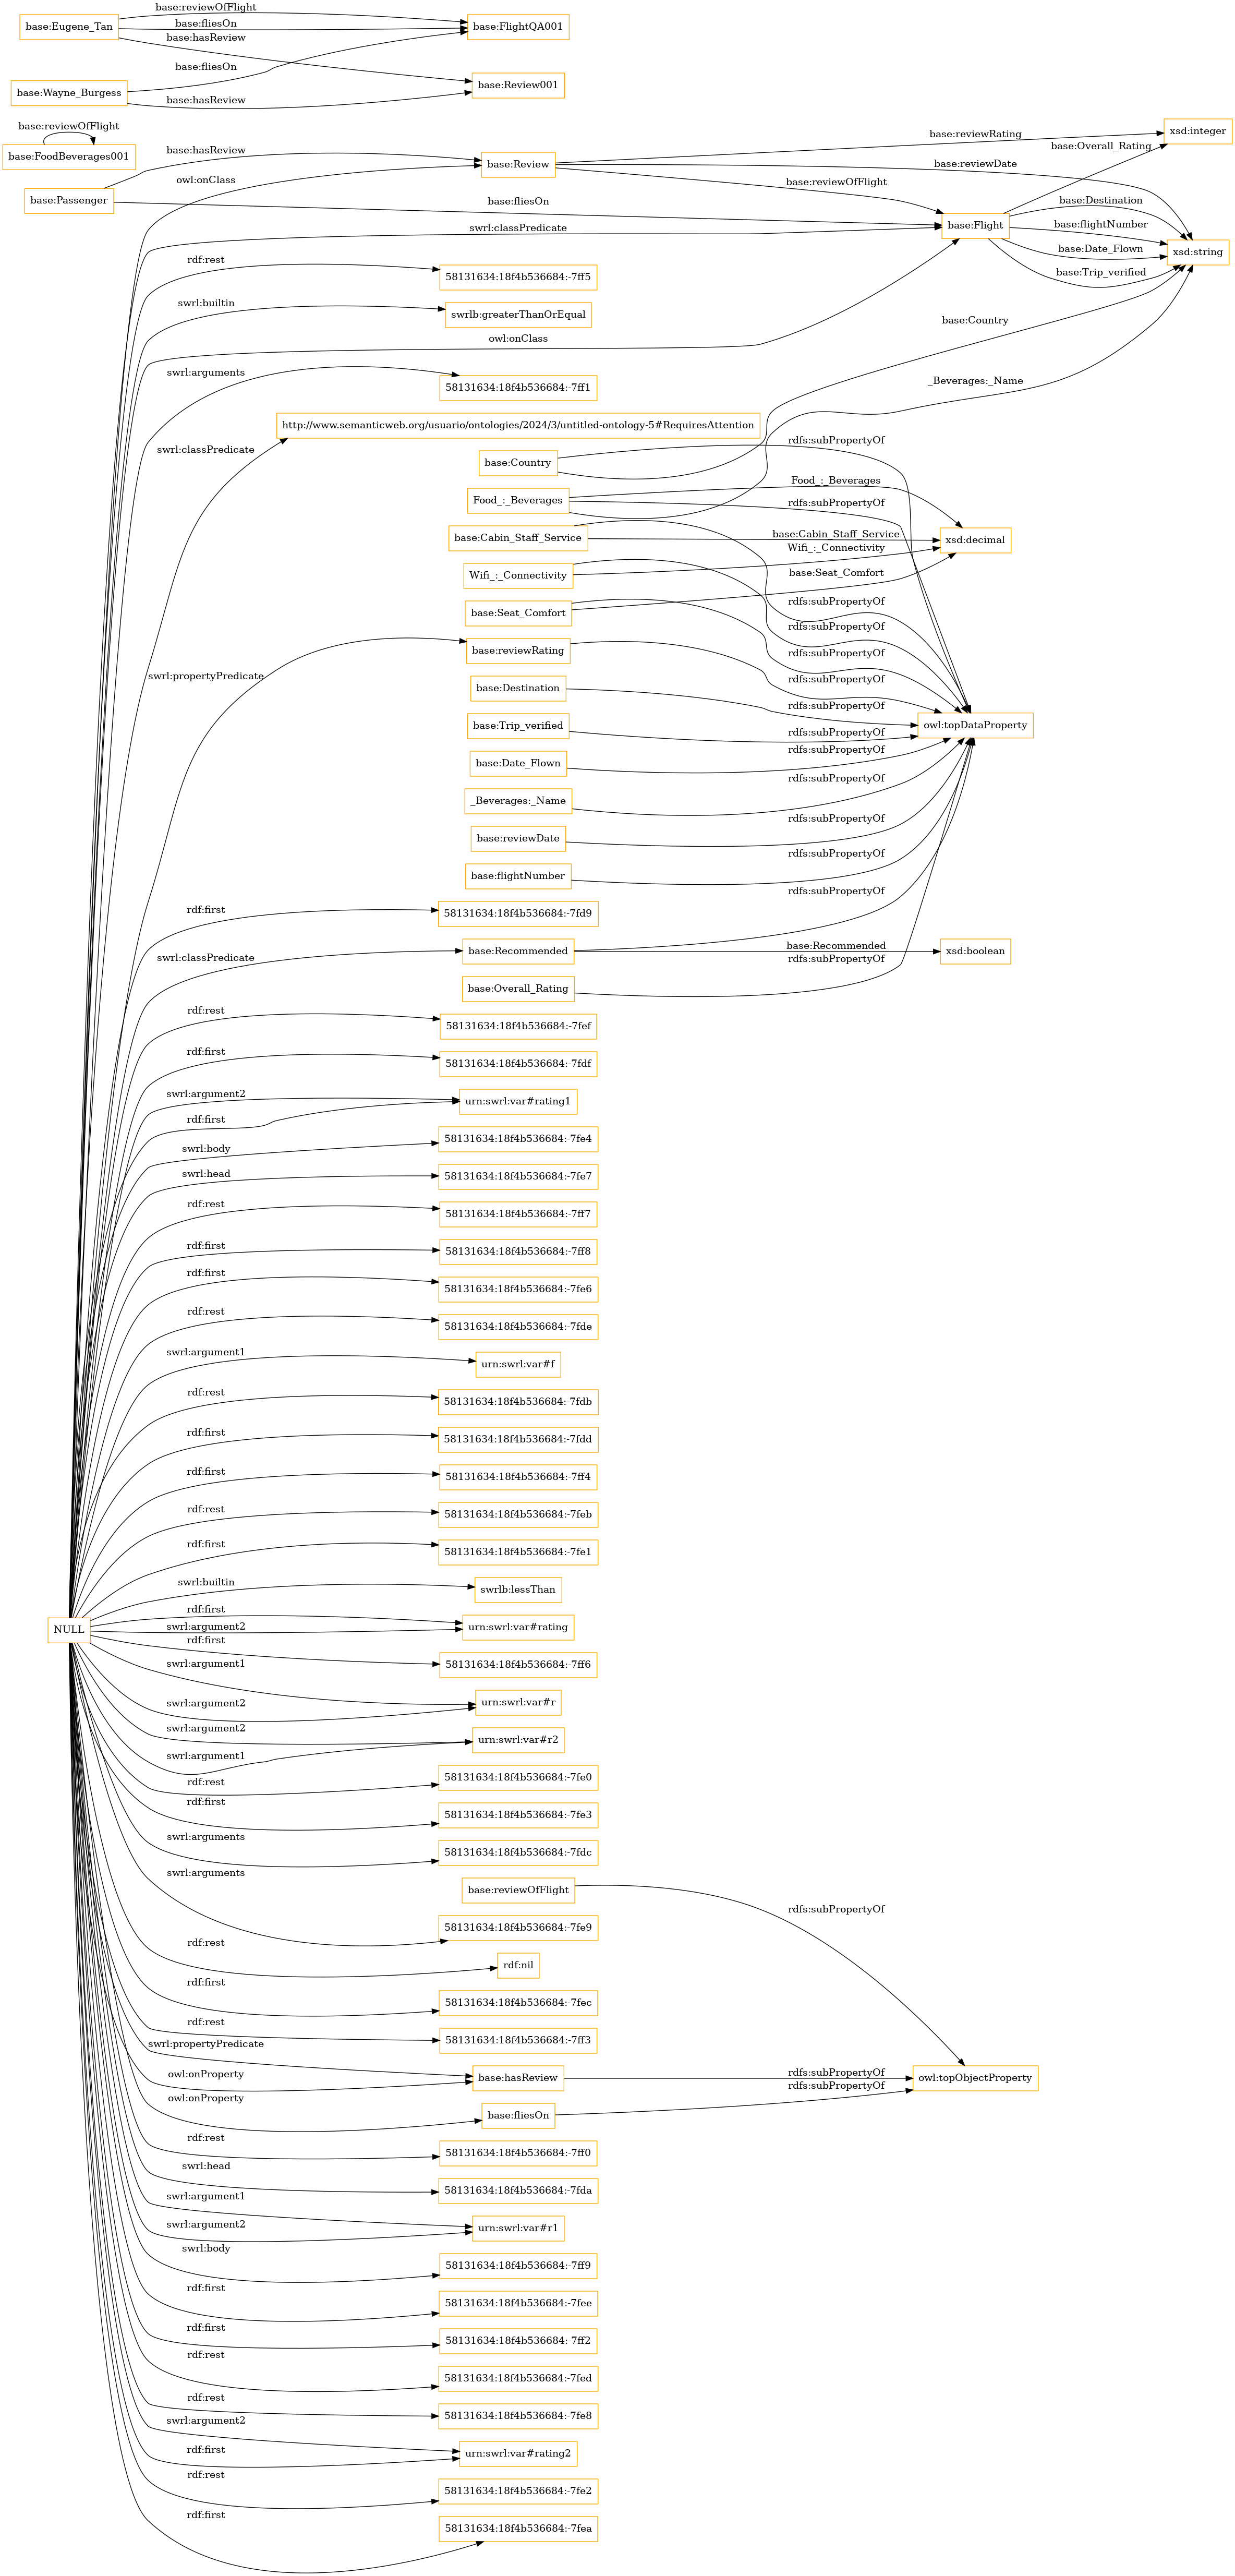 base:reviewOfFlight
base:Eugene_Tan
base:fliesOn
base:FlightQA001
base:hasReview
base:fliesOn
base:Review001
base:Wayne_Burgess
base:hasReview
base:reviewOfFlight
base:FoodBeverages001
base:hasReview
base:Review
base:reviewRating
xsd:integer
base:Overall_Rating
base:reviewDate
owl:onClass
base:reviewOfFlight
base:Passenger
base:fliesOn
base:Destination
base:Flight
base:flightNumber
swrl:classPredicate
base:Date_Flown
xsd:string
rdf:rest
58131634:18f4b536684:-7ff5
base:Trip_verified
swrl:builtin
swrlb:greaterThanOrEqual
base:Country
owl:onClass
swrl:arguments
58131634:18f4b536684:-7ff1
_Beverages:_Name
http://www.semanticweb.org/usuario/ontologies/2024/3/untitled-ontology-5#RequiresAttention
swrl:classPredicate
rdfs:subPropertyOf
base:Country
Food_:_Beverages
Food_:_Beverages
rdfs:subPropertyOf
base:Cabin_Staff_Service
base:Cabin_Staff_Service
xsd:decimal
Wifi_:_Connectivity
Wifi_:_Connectivity
base:Seat_Comfort
base:Seat_Comfort
rdfs:subPropertyOf
rdfs:subPropertyOf
base:reviewRating
rdfs:subPropertyOf
swrl:propertyPredicate
rdfs:subPropertyOf
base:Destination
rdfs:subPropertyOf
base:Trip_verified
owl:topDataProperty
rdfs:subPropertyOf
base:Date_Flown
rdfs:subPropertyOf
rdfs:subPropertyOf
_Beverages:_Name
rdfs:subPropertyOf
base:reviewDate
rdfs:subPropertyOf
base:flightNumber
rdfs:subPropertyOf
rdf:first
58131634:18f4b536684:-7fd9
base:Recommended
base:Recommended
xsd:boolean
swrl:classPredicate
rdfs:subPropertyOf
base:Overall_Rating
rdf:rest
58131634:18f4b536684:-7fef
rdf:first
58131634:18f4b536684:-7fdf
swrl:argument2
urn:swrl:var#rating1
rdf:first
swrl:body
58131634:18f4b536684:-7fe4
swrl:head
58131634:18f4b536684:-7fe7
rdf:rest
58131634:18f4b536684:-7ff7
rdf:first
58131634:18f4b536684:-7ff8
rdf:first
58131634:18f4b536684:-7fe6
rdf:rest
58131634:18f4b536684:-7fde
swrl:argument1
urn:swrl:var#f
rdf:rest
58131634:18f4b536684:-7fdb
rdf:first
58131634:18f4b536684:-7fdd
rdf:first
58131634:18f4b536684:-7ff4
rdf:rest
58131634:18f4b536684:-7feb
rdf:first
58131634:18f4b536684:-7fe1
swrl:builtin
swrlb:lessThan
NULL
rdf:first
urn:swrl:var#rating
swrl:argument2
rdf:first
58131634:18f4b536684:-7ff6
swrl:argument1
urn:swrl:var#r
swrl:argument2
swrl:argument2
urn:swrl:var#r2
swrl:argument1
rdf:rest
58131634:18f4b536684:-7fe0
rdf:first
58131634:18f4b536684:-7fe3
swrl:arguments
58131634:18f4b536684:-7fdc
swrl:arguments
base:reviewOfFlight
rdfs:subPropertyOf
58131634:18f4b536684:-7fe9
rdf:rest
rdf:nil
rdf:first
58131634:18f4b536684:-7fec
rdf:rest
58131634:18f4b536684:-7ff3
swrl:propertyPredicate
base:hasReview
rdfs:subPropertyOf
owl:topObjectProperty
owl:onProperty
rdfs:subPropertyOf
owl:onProperty
base:fliesOn
rdf:rest
58131634:18f4b536684:-7ff0
swrl:head
58131634:18f4b536684:-7fda
swrl:argument1
urn:swrl:var#r1
swrl:argument2
swrl:body
58131634:18f4b536684:-7ff9
rdf:first
58131634:18f4b536684:-7fee
rdf:first
58131634:18f4b536684:-7ff2
rdf:rest
58131634:18f4b536684:-7fed
rdf:rest
58131634:18f4b536684:-7fe8
swrl:argument2
urn:swrl:var#rating2
rdf:first
rdf:rest
58131634:18f4b536684:-7fe2
rdf:first
58131634:18f4b536684:-7fea